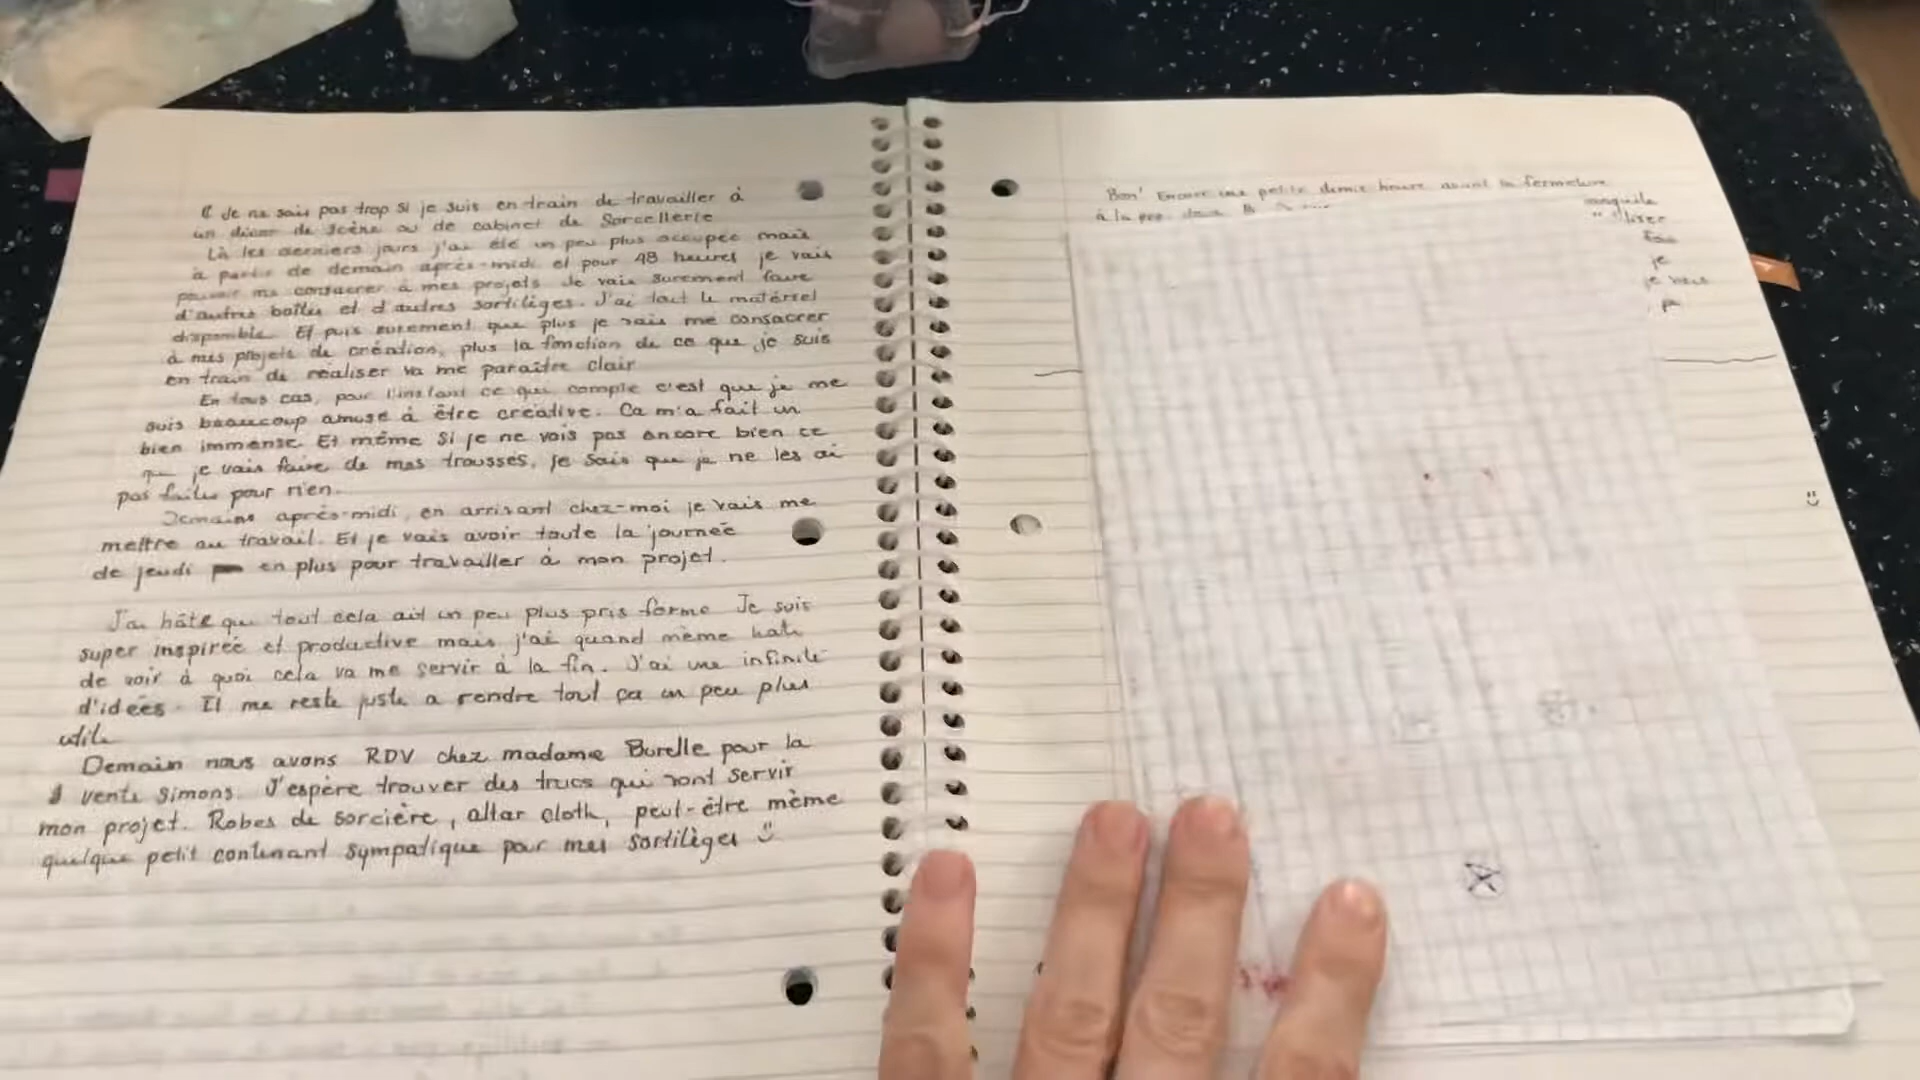 Je ne sais pas trop si je suis en train de travailler à
un décor de scène ou de cabinet de Sorcellerie
Là les derniers jours j'ai été un peu plus occupée mais
à partir de demain après-midi et pour 48 heures je vais
pouvoir me consacrer à mes projets. Je vais surement faire
d'autres boîtes et d'autres sortilèges. J'ai tout le matériel
disponible. Et puis surement que plus je vais me consacrer
à mes projets de création, plus la fonction de ce que je suis
en train de réaliser va me paraître clair
En tous cas, pour l'instant ce qui compte c'est que je me
suis beaucoup amusé à être créative. Ca m'a fait un
bien immense. Et même si je ne vois pas encore bien ce
que je vais faire de mes trousses, je sais que je ne les ai
pas faites pour rien.
Demain après-midi, en arrivant chez-moi je vais me
mettre au travail. Et je vais avoir toute la journée
de jeudi en plus pour travailler à mon projet.
J'ai hâte que tout cela ait un peu plus pris forme Je suis
super inspirée et productive mais j'ai quand même hate
de voir à quoi cela va me servir à la fin. J'ai une infinité
d'idées. Il me reste juste a rendre tout ça un peu plus
utile
Demain nous avons RDV chez madame Burelle pour la
vente Simons. J'espère trouver des trucs qui vont servir
mon projet. Robes de sorcière, altar cloth, peut-être même
quelque petit contenant sympatique pour mes sortilèges
Bon! Encore une petite demie heure avant la fermeture
à la
je
je vais